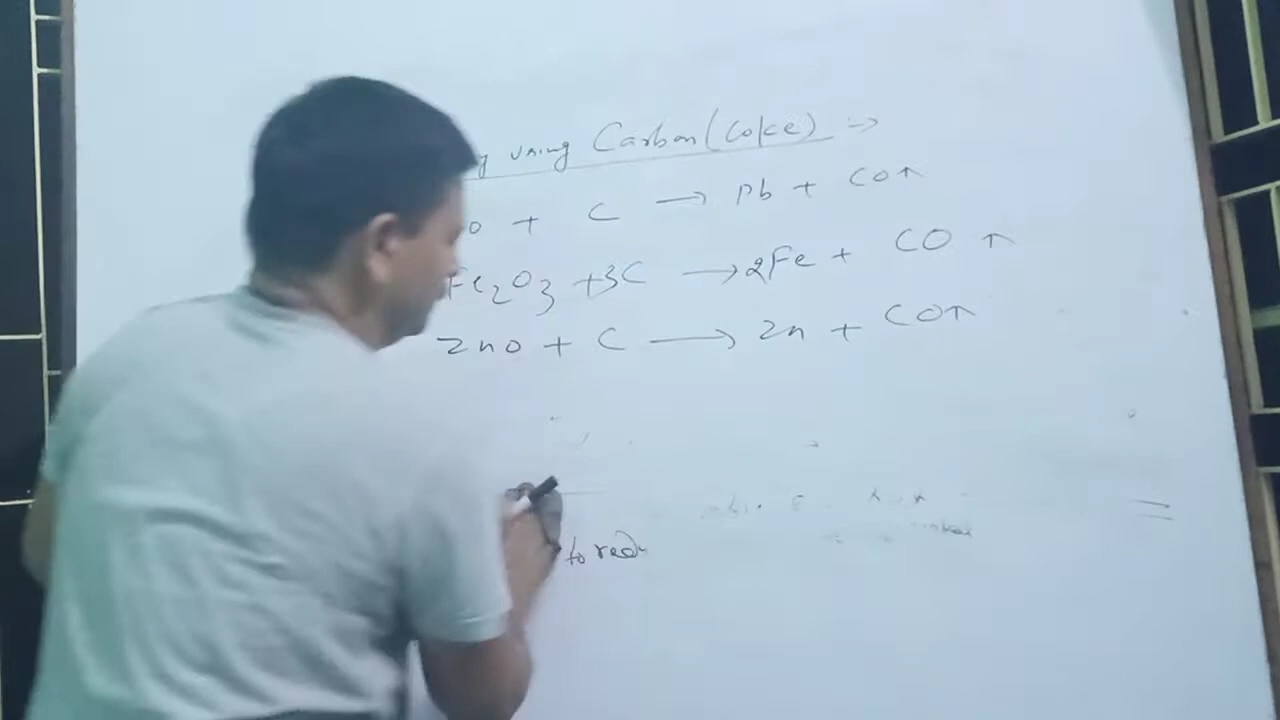 using Carbon (Coke) →
O + C → Pb + CO↑
Fe2O3 + 3C → 2Fe + CO ↑
ZnO + C → Zn + CO↑
to red